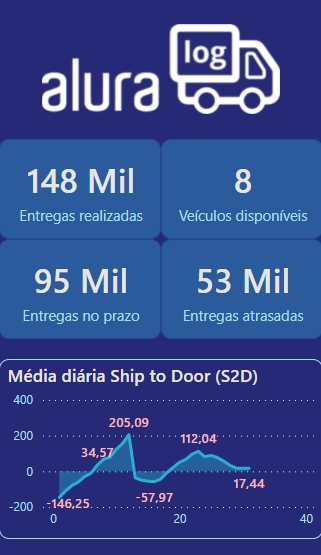 alura log
148 Mil
8
Entregas realizadas
Veículos disponíveis
95 Mil
53 Mil
Entregas no prazo
Entregas atrasadas
Média diária Ship to Door (S2D)
400
205,09
200
34,57
112,04
0
-57,97
17,44
-146,25
-200
0
20
40